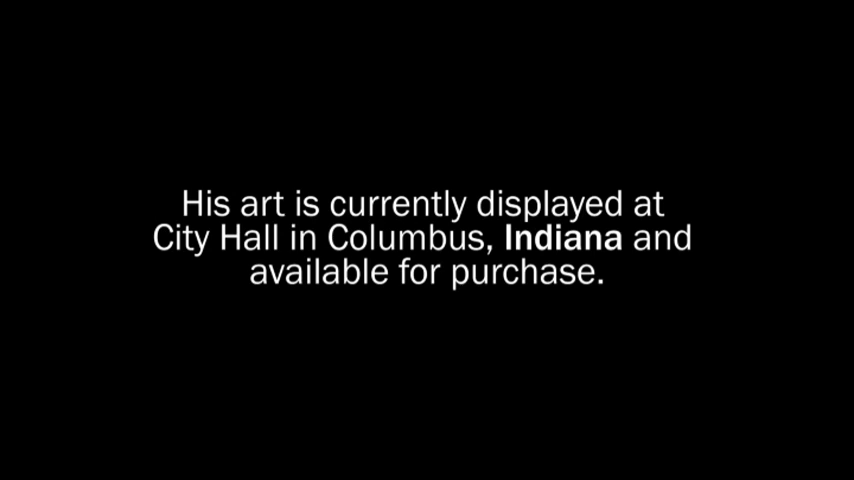 His art is currently displayed at
City Hall in Columbus, Indiana and
available for purchase.